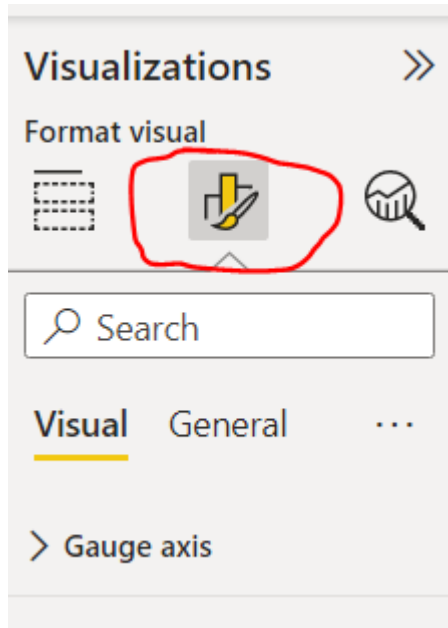 Visualizations
Format visual
Search
Visual General ...
Gauge axis